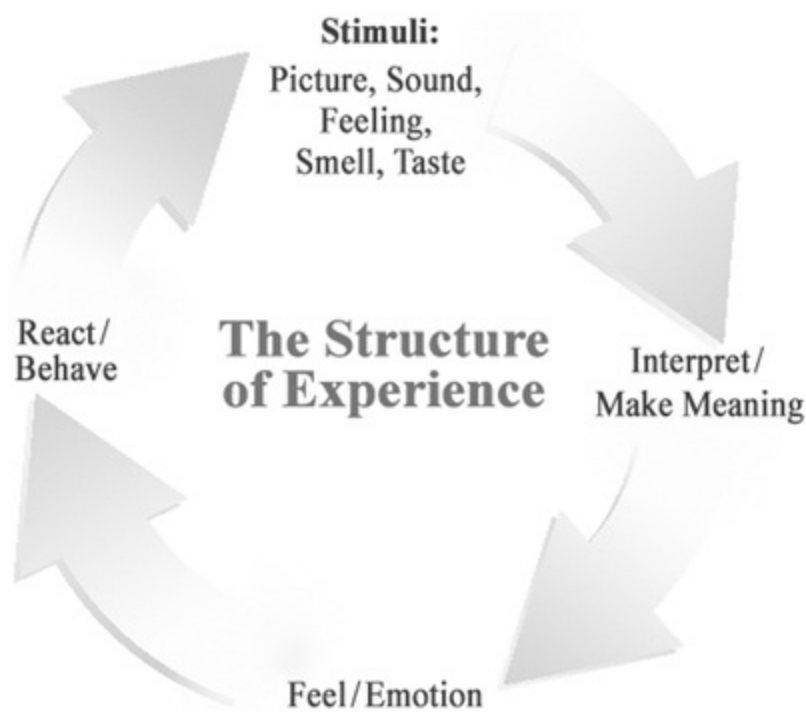 Stimuli:
Picture, Sound,
Feeling,
Smell, Taste
React/
Behave
The Structure
of Experience
Interpret/
Make Meaning
Feel/Emotion